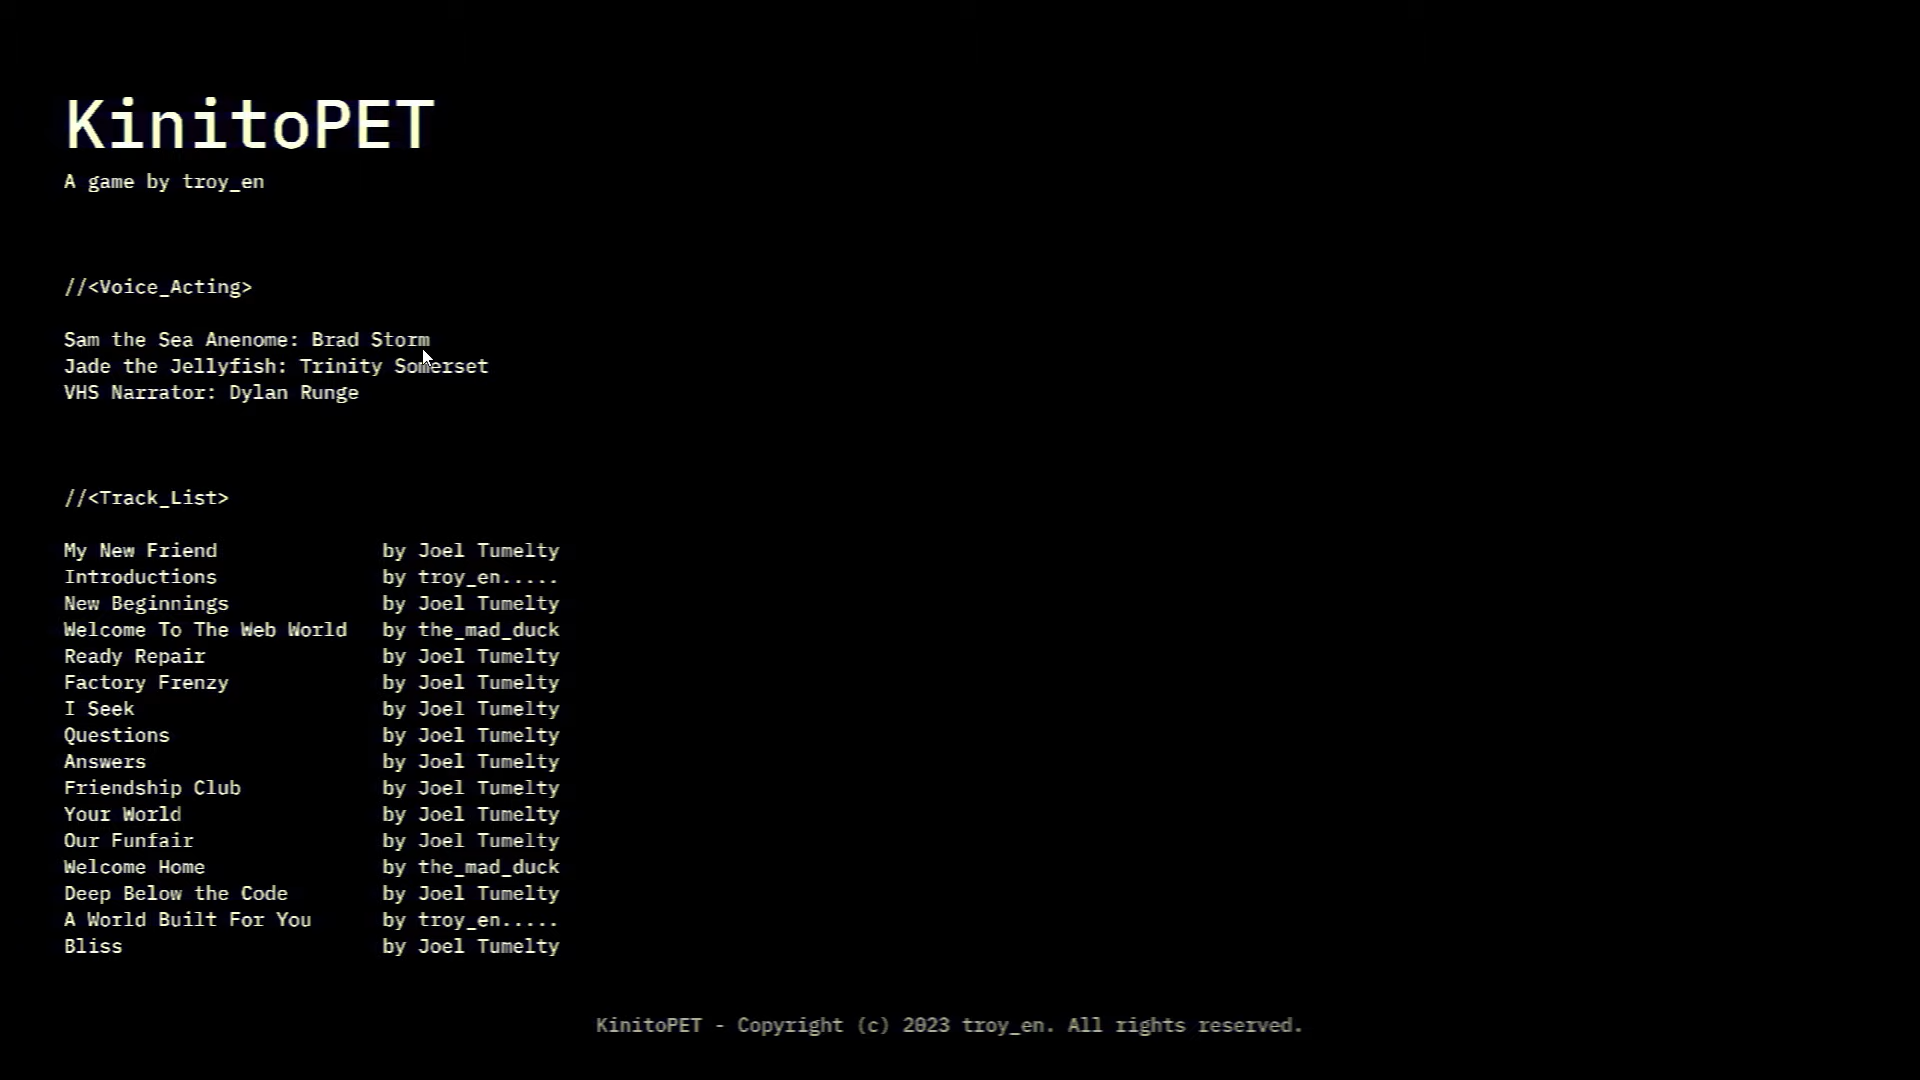 KinitoPET
A game by troy_en
//<Voice_Acting>
Sam the Sea Anenome: Brad Storm
Jade the Jellyfish: Trinity Somerset
VHS Narrator: Dylan Runge
//<Track_List>
My New Friend by Joel Tumelty
Introductions by troy_en.....
New Beginnings by Joel Tumelty
Welcome To The Web World by the_mad_duck
Ready Repair by Joel Tumelty
Factory Frenzy by Joel Tumelty
I Seek by Joel Tumelty
Questions by Joel Tumelty
Answers by Joel Tumelty
Friendship Club by Joel Tumelty
Your World by Joel Tumelty
Our Funfair by Joel Tumelty
Welcome Home by the_mad_duck
Deep Below the Code by Joel Tumelty
A World Built For You by troy_en.....
Bliss by Joel Tumelty
KinitoPET - Copyright (c) 2023 troy_en. All rights reserved.